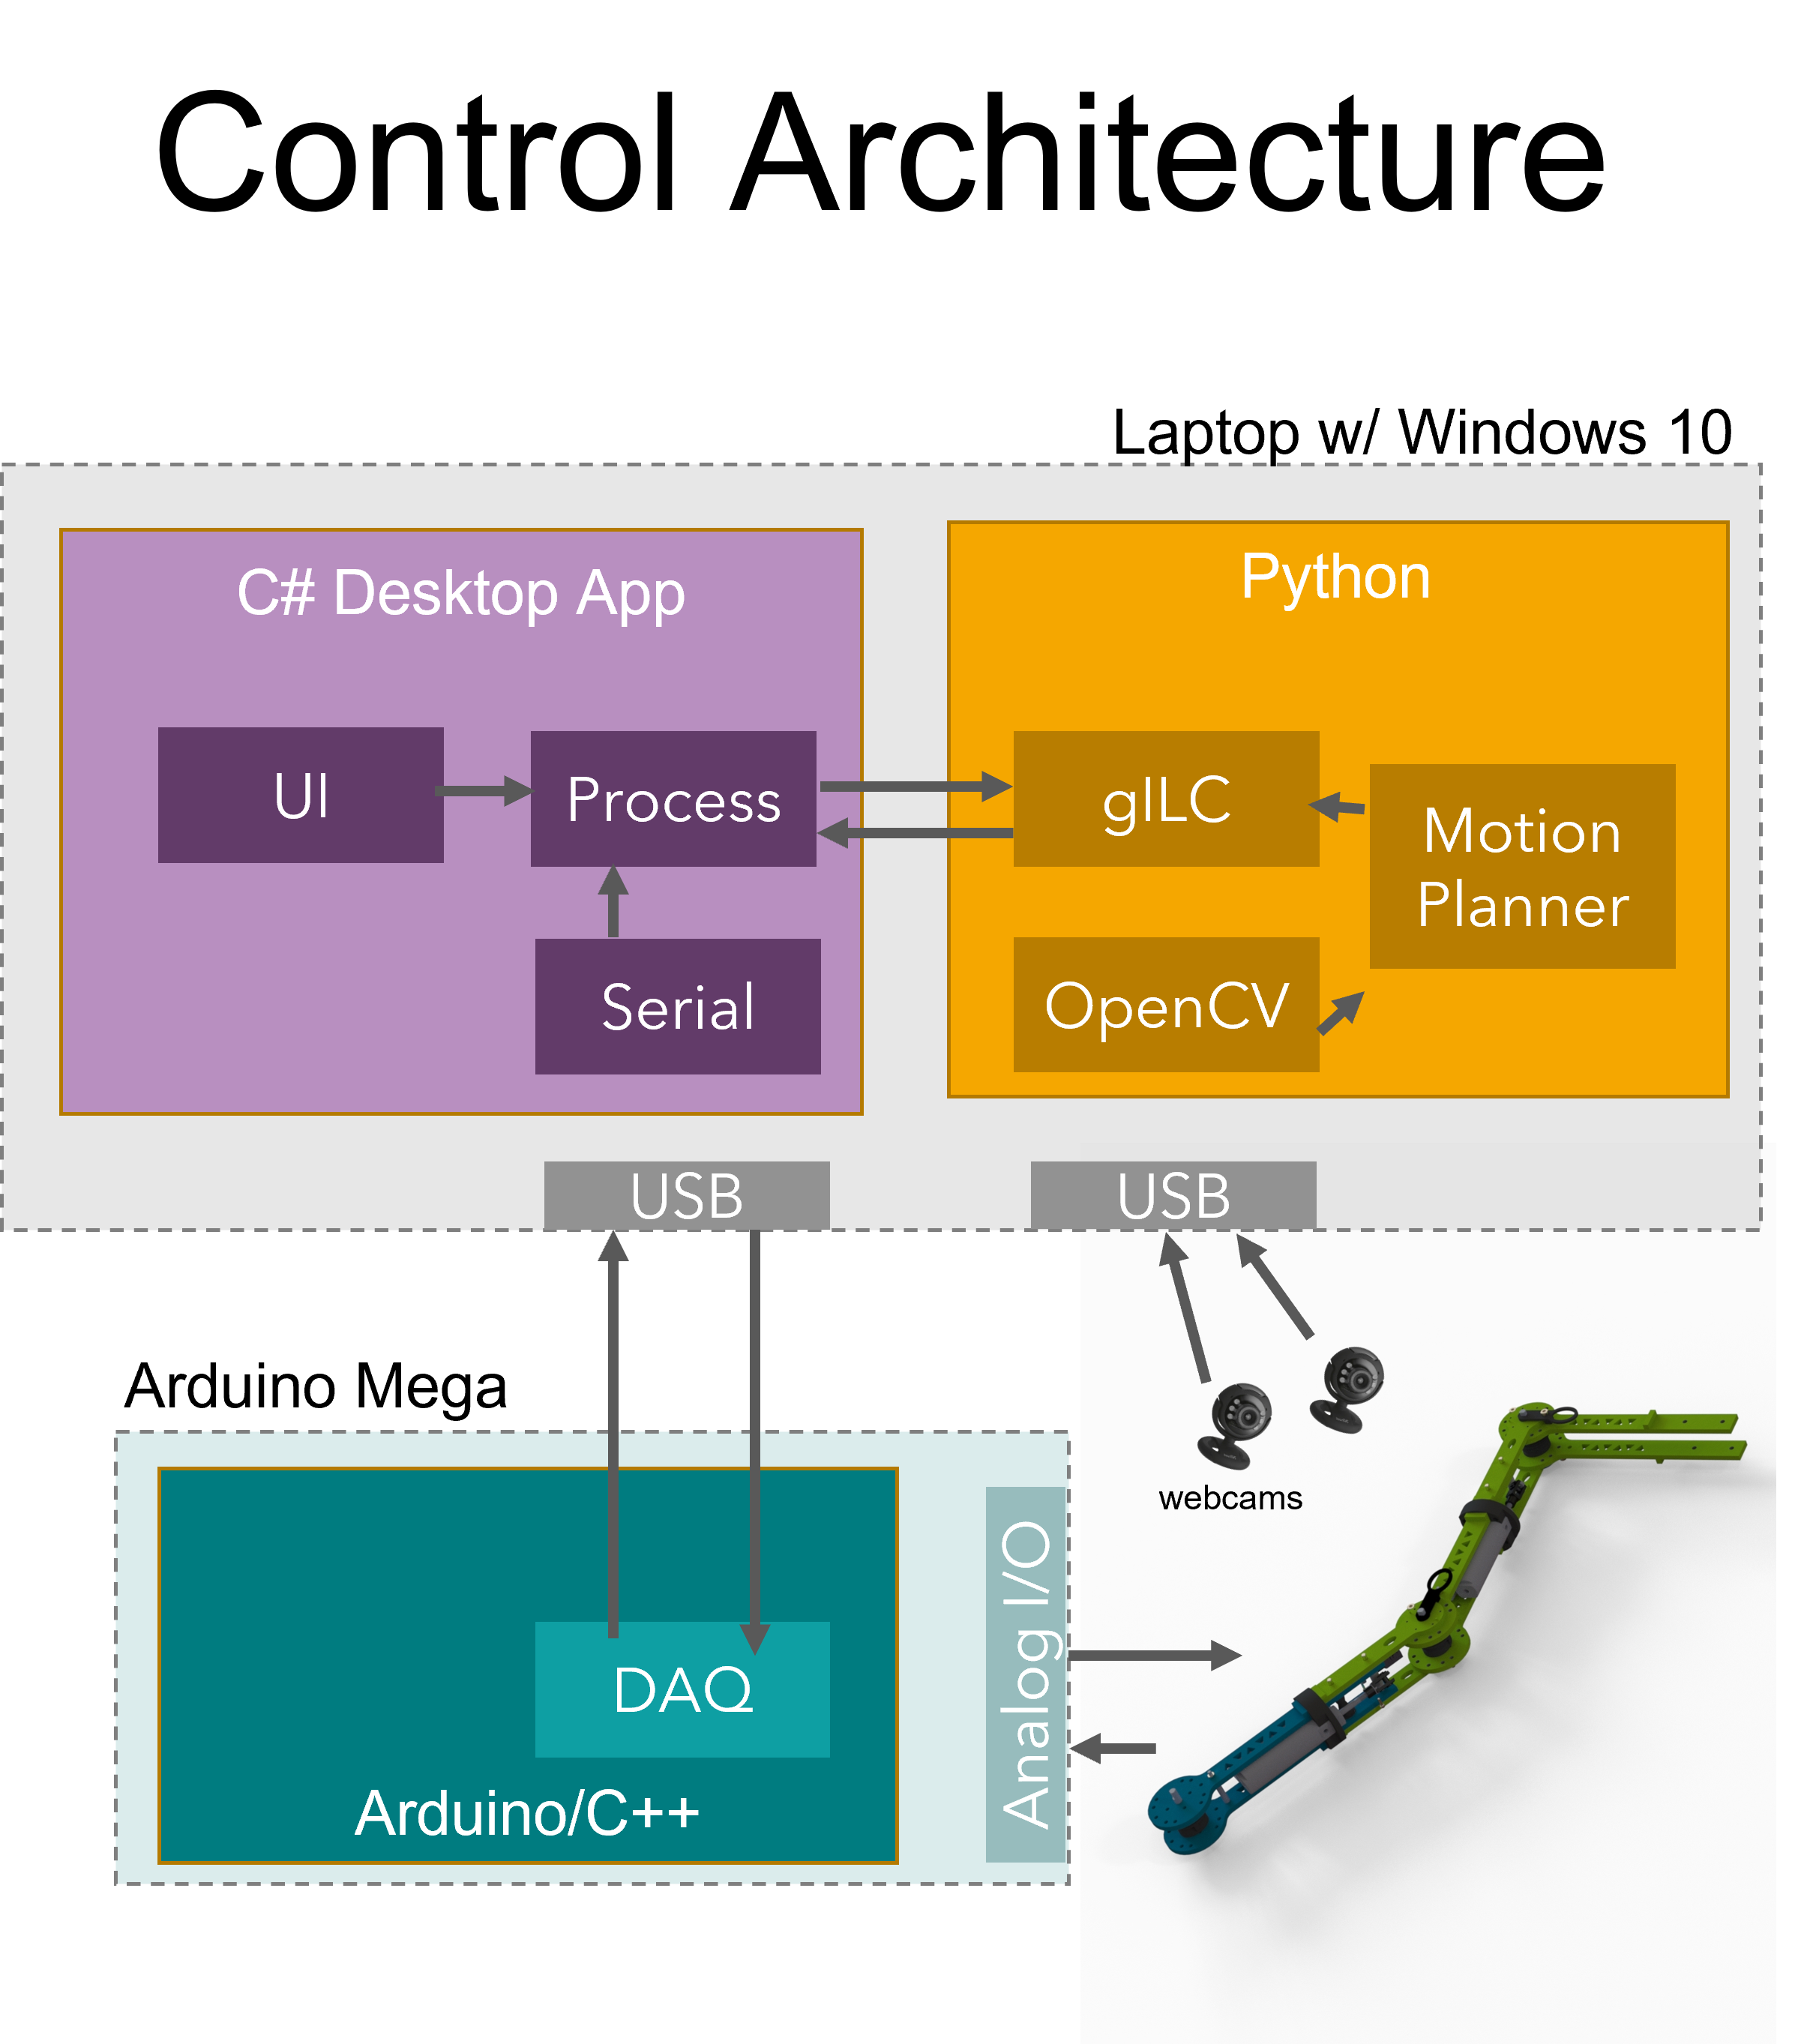 Control Architecture
Laptop w/ Windows 10
C# Desktop App
Python
UI
Process
gILC
Motion
Planner
Serial
OpenCV
USB
USB
Arduino Mega
webcams
Analog I/O
DAQ
Arduino/C++